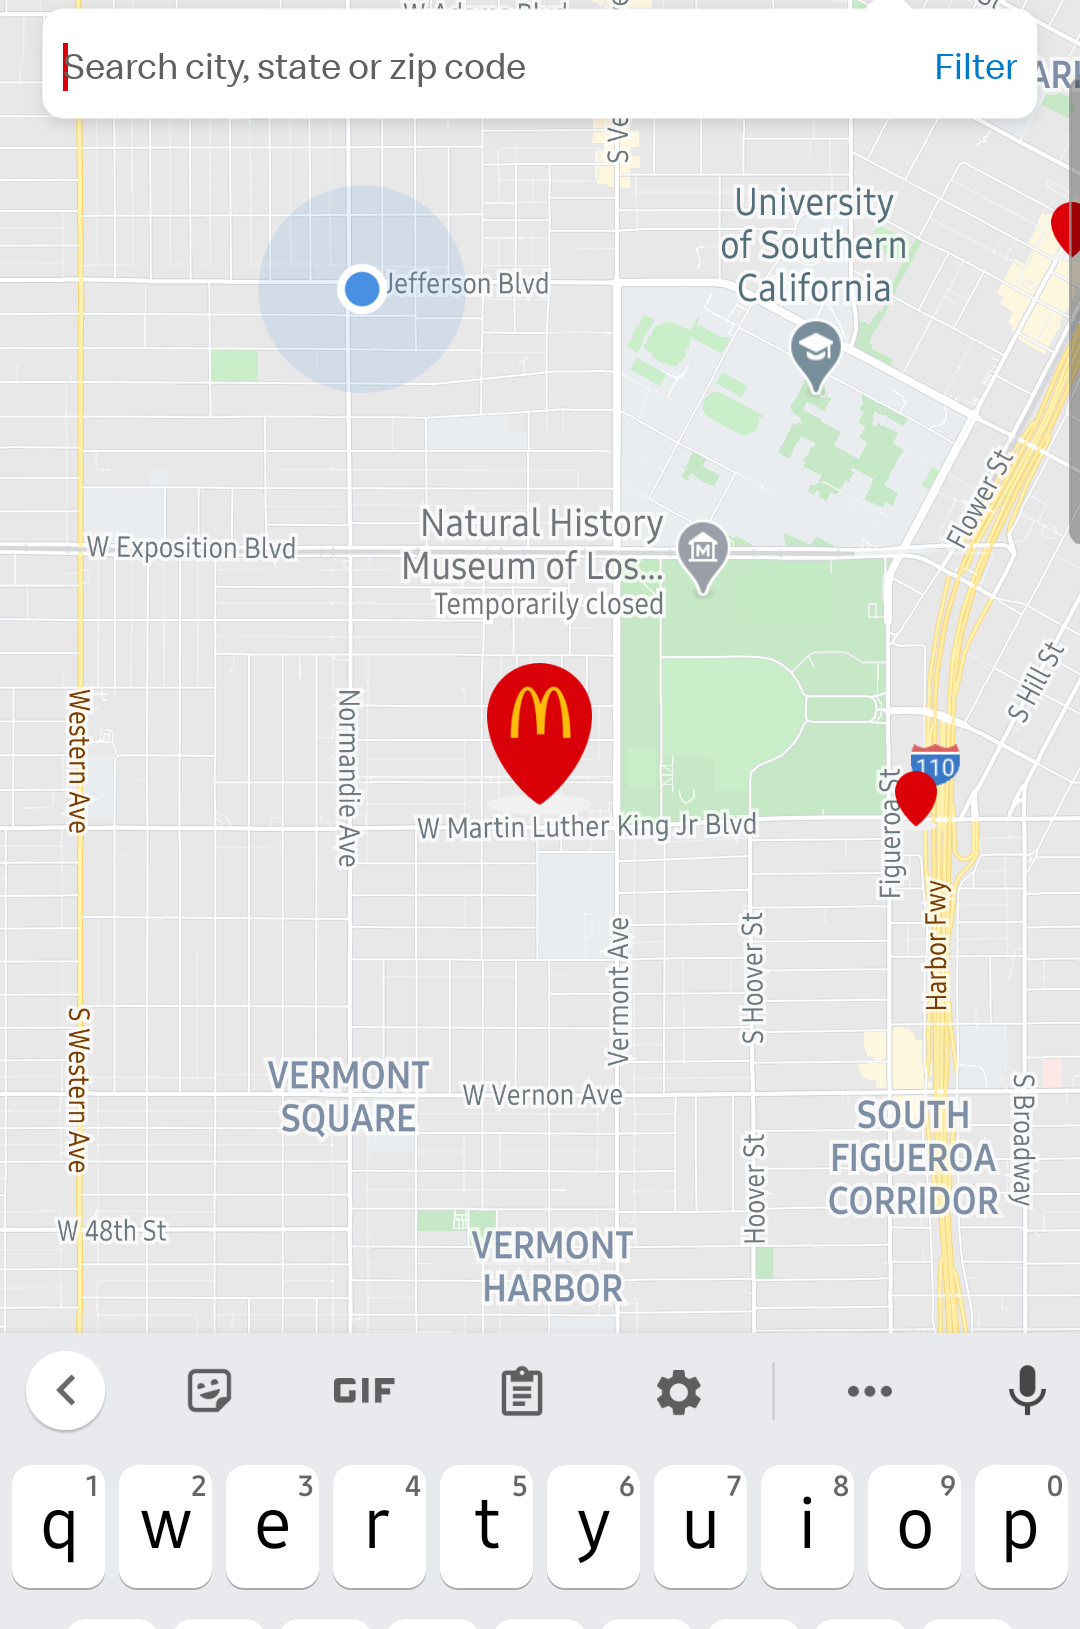 W Adams Blvd
Search city, state or zip code
Filter
S Ve
University
of Southern
California
Jefferson Blvd
Flower St
Natural History
Museum of Los...
Temporarily closed
W Exposition Blvd
S Hill St
Western Ave
Normandie Ave
110
Figueroa St
W Martin Luther King Jr Blvd
Harbor Fwy
Vermont Ave
S Hoover St
S Western Ave
VERMONT
SQUARE
W Vernon Ave
SOUTH
FIGUEROA
CORRIDOR
S Broadway
Hoover St
W 48th St
VERMONT
HARBOR
GIF
1 2 3 4 5 6 7 8 9 0
q w e r t y u i o p